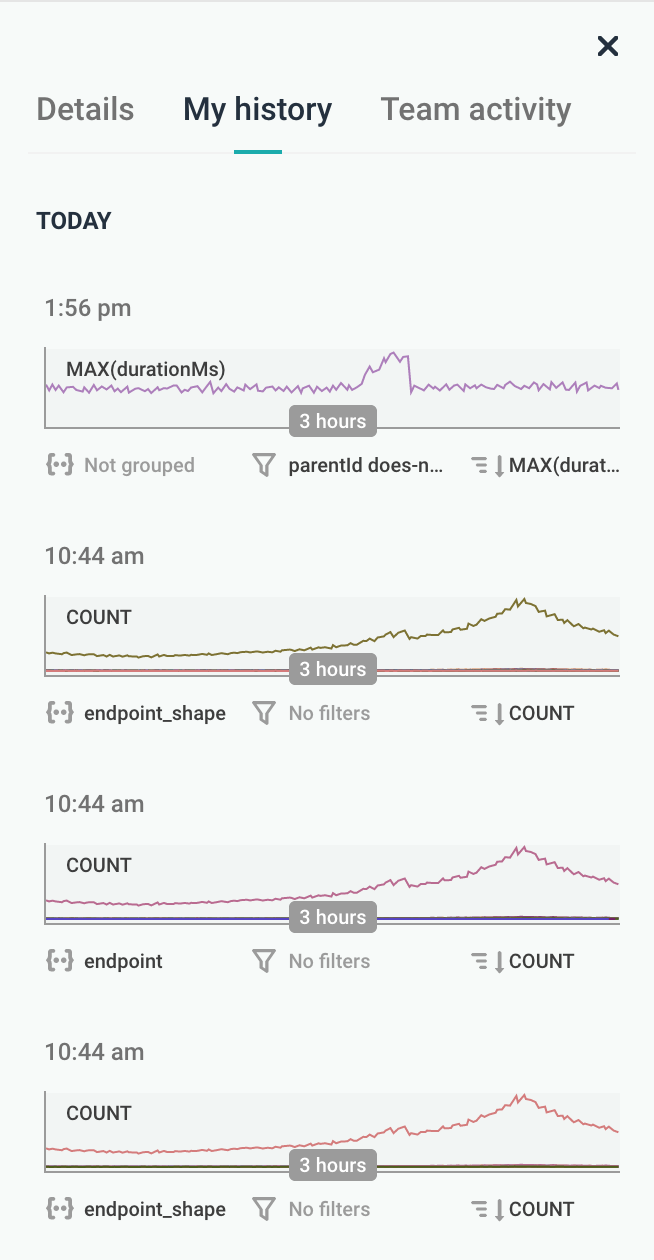 Details My history Team activity
TODAY
1:56 pm
MAX(durationMs)
3 hours
Not grouped parentId does-n... MAX(durat...
10:44 am
COUNT
3 hours
endpoint_shape No filters COUNT
10:44 am
COUNT
3 hours
endpoint No filters COUNT
10:44 am
COUNT
3 hours
endpoint_shape No filters COUNT